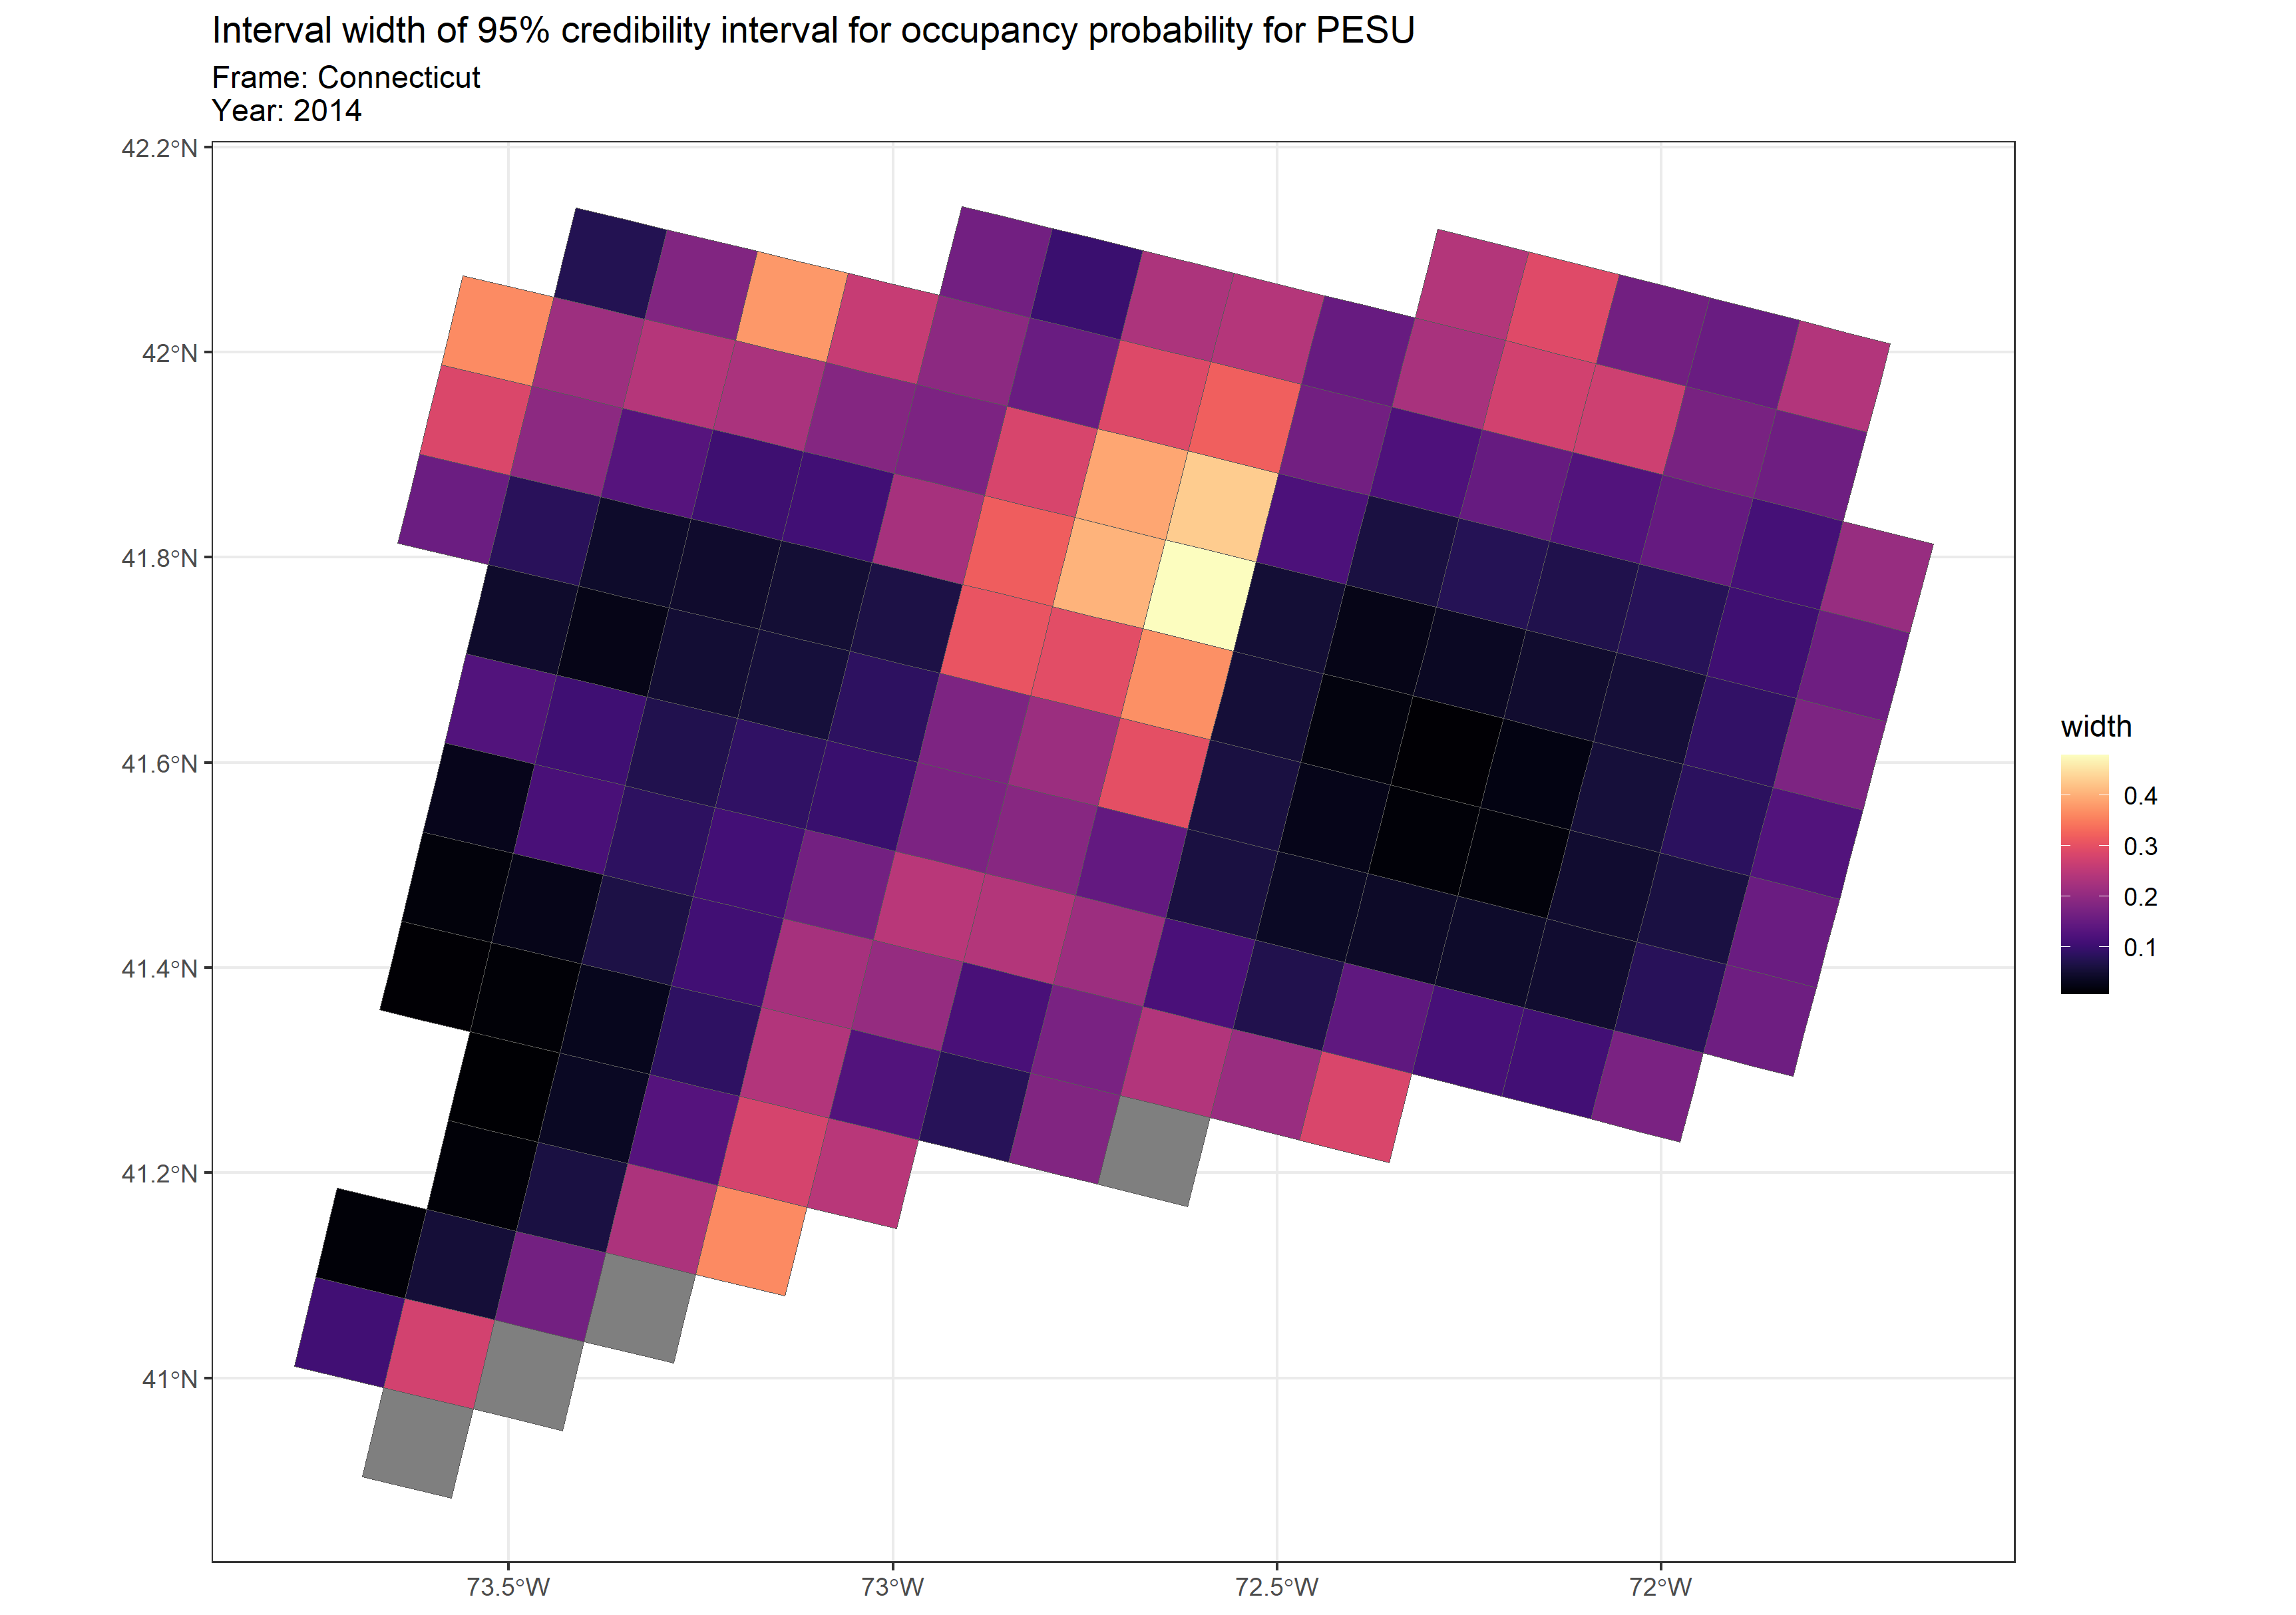 Interval width of 95% credibility interval for occupancy probability for PESU
Frame: Connecticut
Year: 2014
42.2°N
42°N
41.8°N
41.6°N
41.4°N
41.2°N
41°N
73.5°W
73°W
72.5°W
72°W
width
0.4
0.3
0.2
0.1